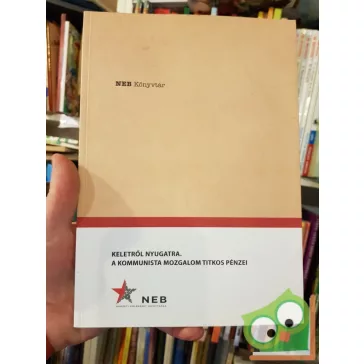 NEB Könyvtár
KELETRŐL NYUGATRA.
A KOMMUNISTA MOZGALOM TITKOS PÉNZEI
NEB